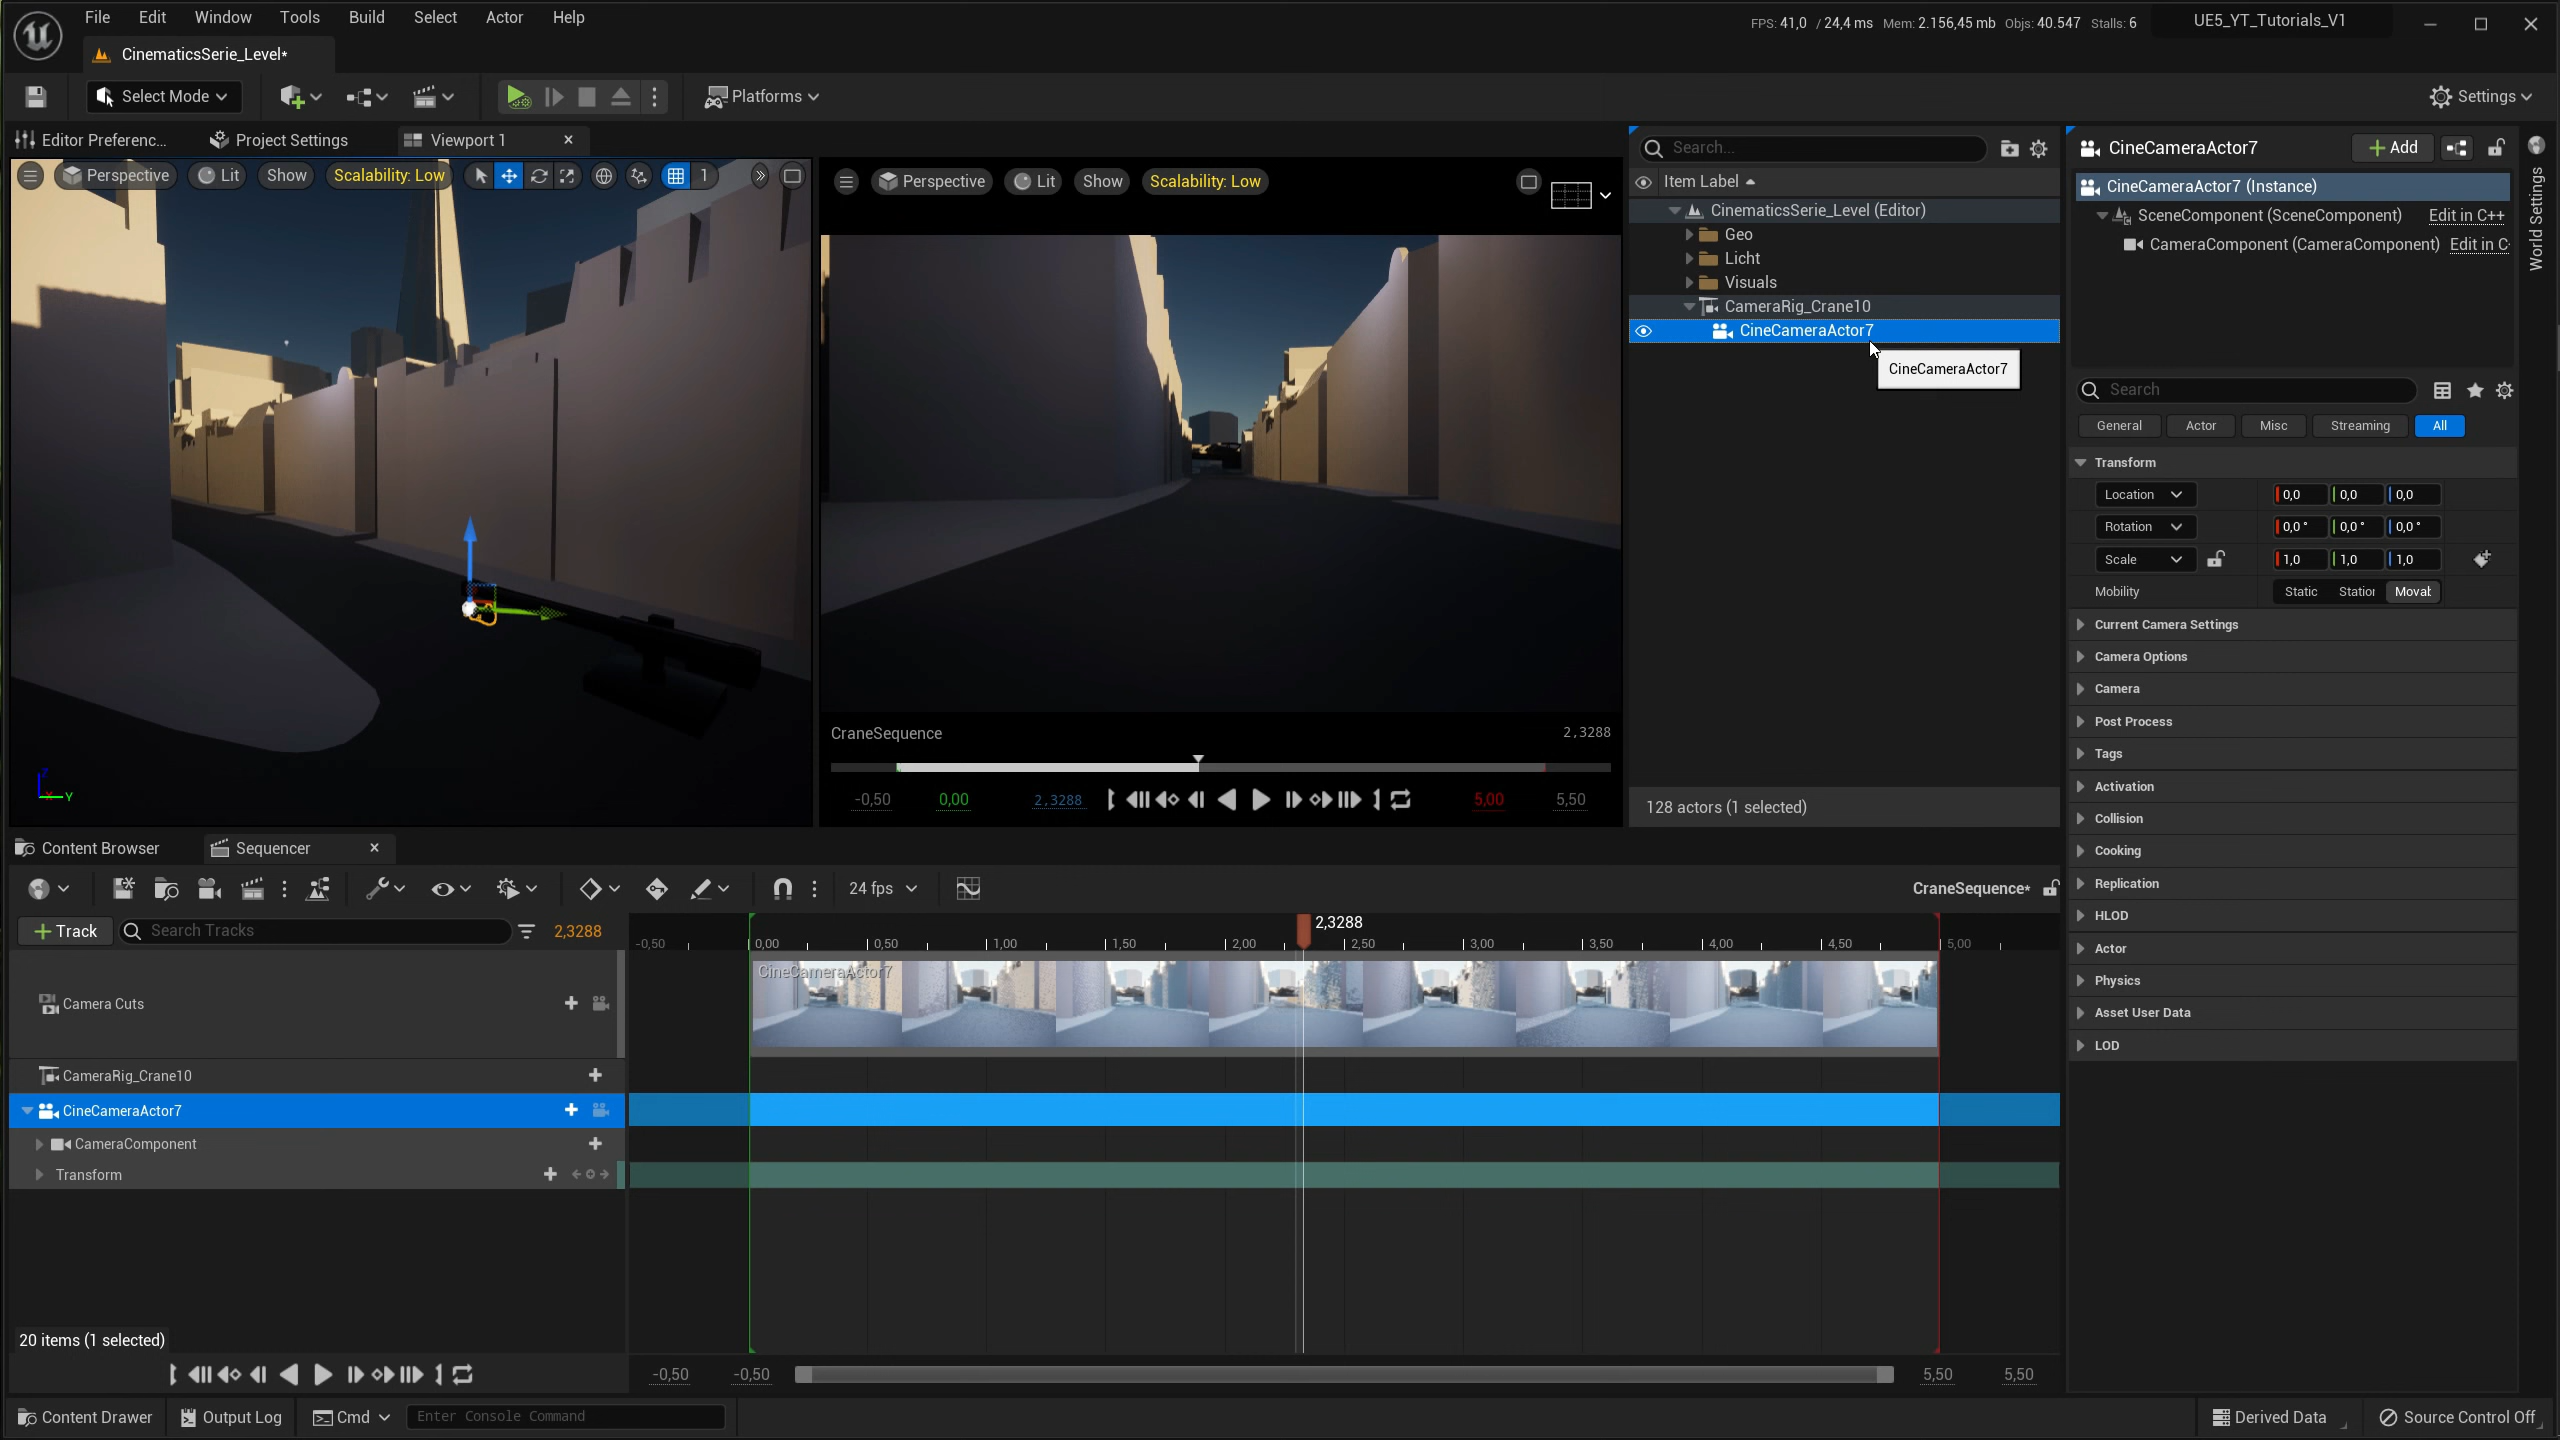 File Edit Window Tools Build Select Actor Help
FPS: 41,0 / 24,4 ms Mem: 2.156,45 mb Objs: 40.547 Stalls: 6
UE5_YT_Tutorials_V1
CinematicsSerie_Level*
Select Mode
Platforms
Settings
Editor Preferenc...
Project Settings
Viewport 1
Perspective
Lit
Show
Scalability: Low
1
Z
X
Y
Perspective
Lit
Show
Scalability: Low
CraneSequence
2,3288
-0,50
0,00
2,3288
5,00
5,50
Search...
Item Label
CinematicsSerie_Level (Editor)
Geo
Licht
Visuals
CameraRig_Crane10
CineCameraActor7
CineCameraActor7
128 actors (1 selected)
CineCameraActor7
Add
CineCameraActor7 (Instance)
SceneComponent (SceneComponent) Edit in C++
CameraComponent (CameraComponent) Edit in C
World Settings
Search
General Actor Misc Streaming All
Transform
Location 0,0 0,0 0,0
Rotation 0,0 ° 0,0 ° 0,0 °
Scale 1,0 1,0 1,0
Mobility Static Station Movab
Current Camera Settings
Camera Options
Camera
Post Process
Tags
Activation
Collision
Cooking
Replication
HLOD
Actor
Physics
Asset User Data
LOD
Content Browser
Sequencer
24 fps
CraneSequence*
Track
Search Tracks
2,3288
2,3288
-0,50 0,00 0,50 1,00 1,50 2,00 2,50 3,00 3,50 4,00 4,50 5,00
CineCameraActor7
Camera Cuts
CameraRig_Crane10
CineCameraActor7
CameraComponent
Transform
20 items (1 selected)
-0,50 -0,50 5,50 5,50
Content Drawer
Output Log
Cmd
Enter Console Command
Derived Data
Source Control Off